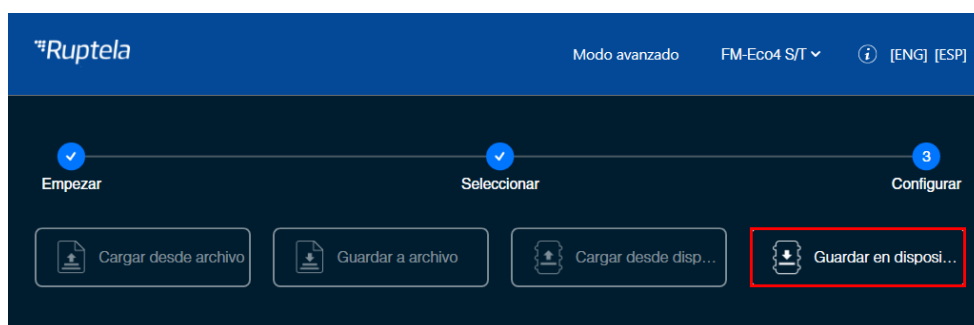 Ruptela
Modo avanzado
FM-Eco4 S/T
[ENG] [ESP]
3
Empezar
Seleccionar
Configurar
Cargar desde archivo
Guardar a archivo
Cargar desde disp...
Guardar en disposi...